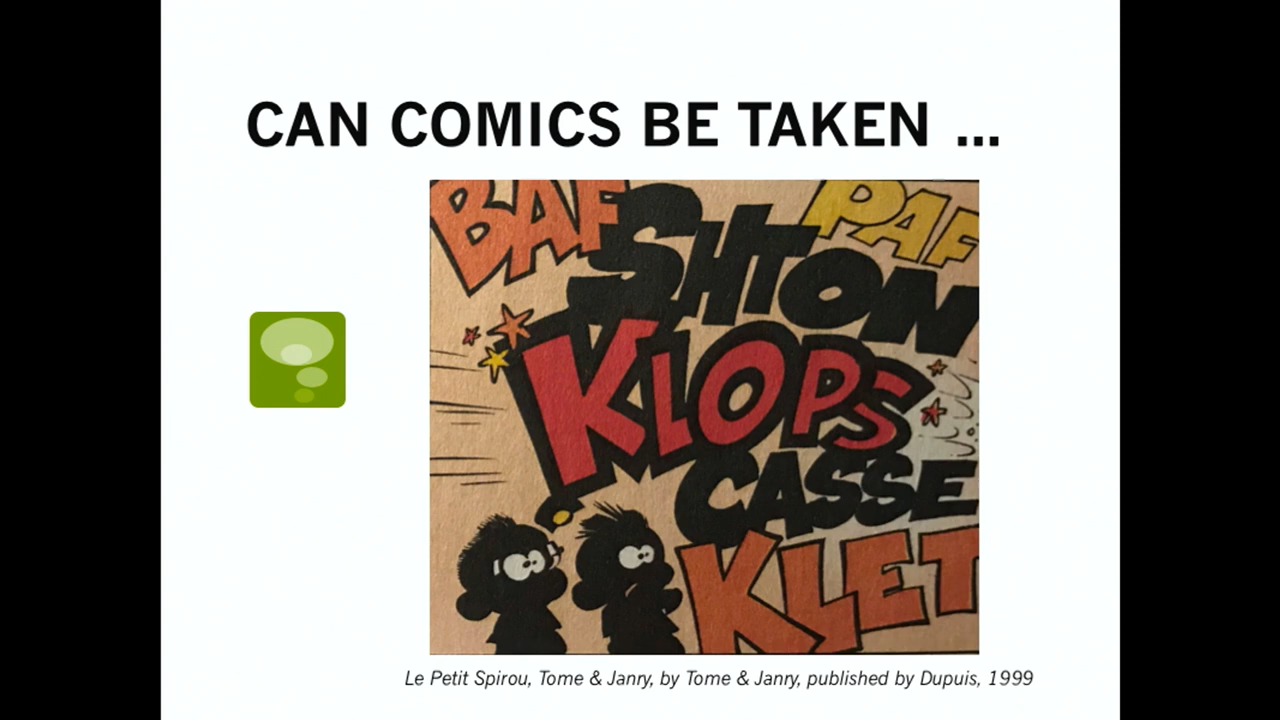 CAN COMICS BE TAKEN ...
BAF
PAF
SHTON
KLOPS
CASSE
KLET
Le Petit Spirou, Tome & Janry, by Tome & Janry, published by Dupuis, 1999